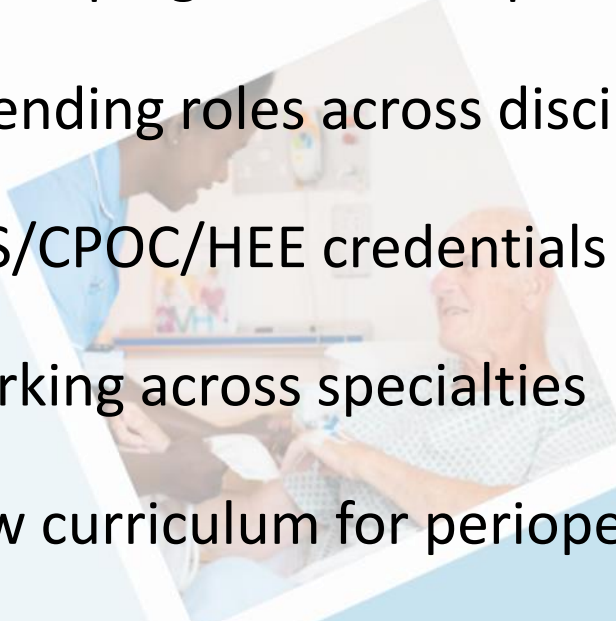 ending roles across disci
S/CPOC/HEE credentials
rking across specialties
w curriculum for periope